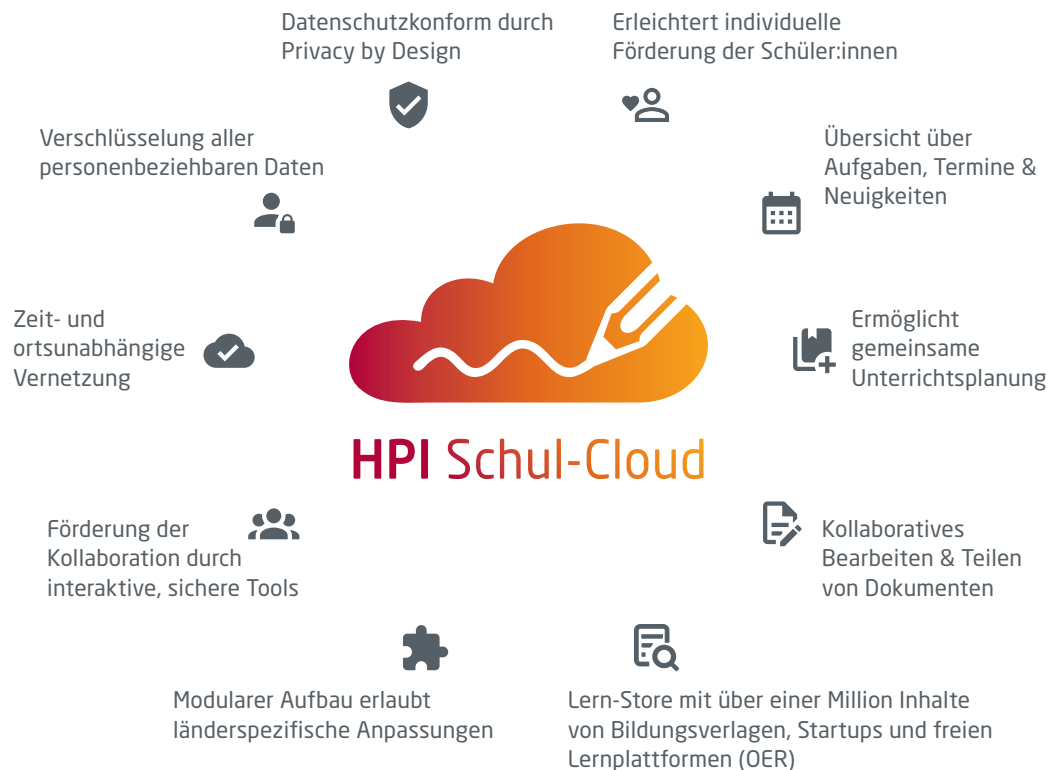 Datenschutzkonform durch
Privacy by Design
Erleichtert individuelle
Förderung der Schüler:innen
Verschlüsselung aller
personenbeziehbaren Daten
Übersicht über
Aufgaben, Termine &
Neuigkeiten
Zeit- und
ortsunabhängige
Vernetzung
Ermöglicht
gemeinsame
Unterrichtsplanung
HPI Schul-Cloud
Förderung der
Kollaboration durch
interaktive, sichere Tools
Kollaboratives
Bearbeiten & Teilen
von Dokumenten
Modularer Aufbau erlaubt
länderspezifische Anpassungen
Lern-Store mit über einer Million Inhalte
von Bildungsverlagen, Startups und freien
Lernplattformen (OER)